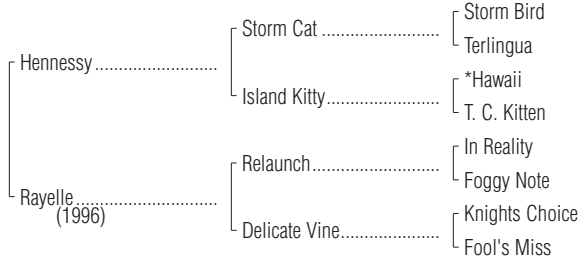 Storm Bird
Storm Cat ........................
Terlingua
Hennessy .........................
*Hawaii
Island Kitty.......................
T. C. Kitten
In Reality
Relaunch..........................
Foggy Note
Rayelle.............................
(1996)
Knights Choice
Delicate Vine....................
Fool's Miss